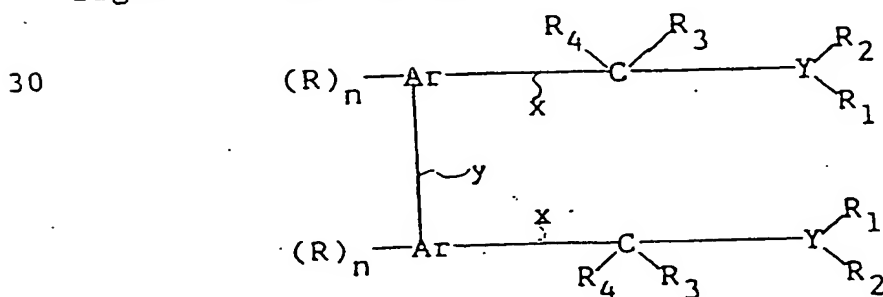 R4 R3 R2
30 (R)n Ar C Y
x R1
y
x R1
(R)n Ar C Y
R4 R3 R2